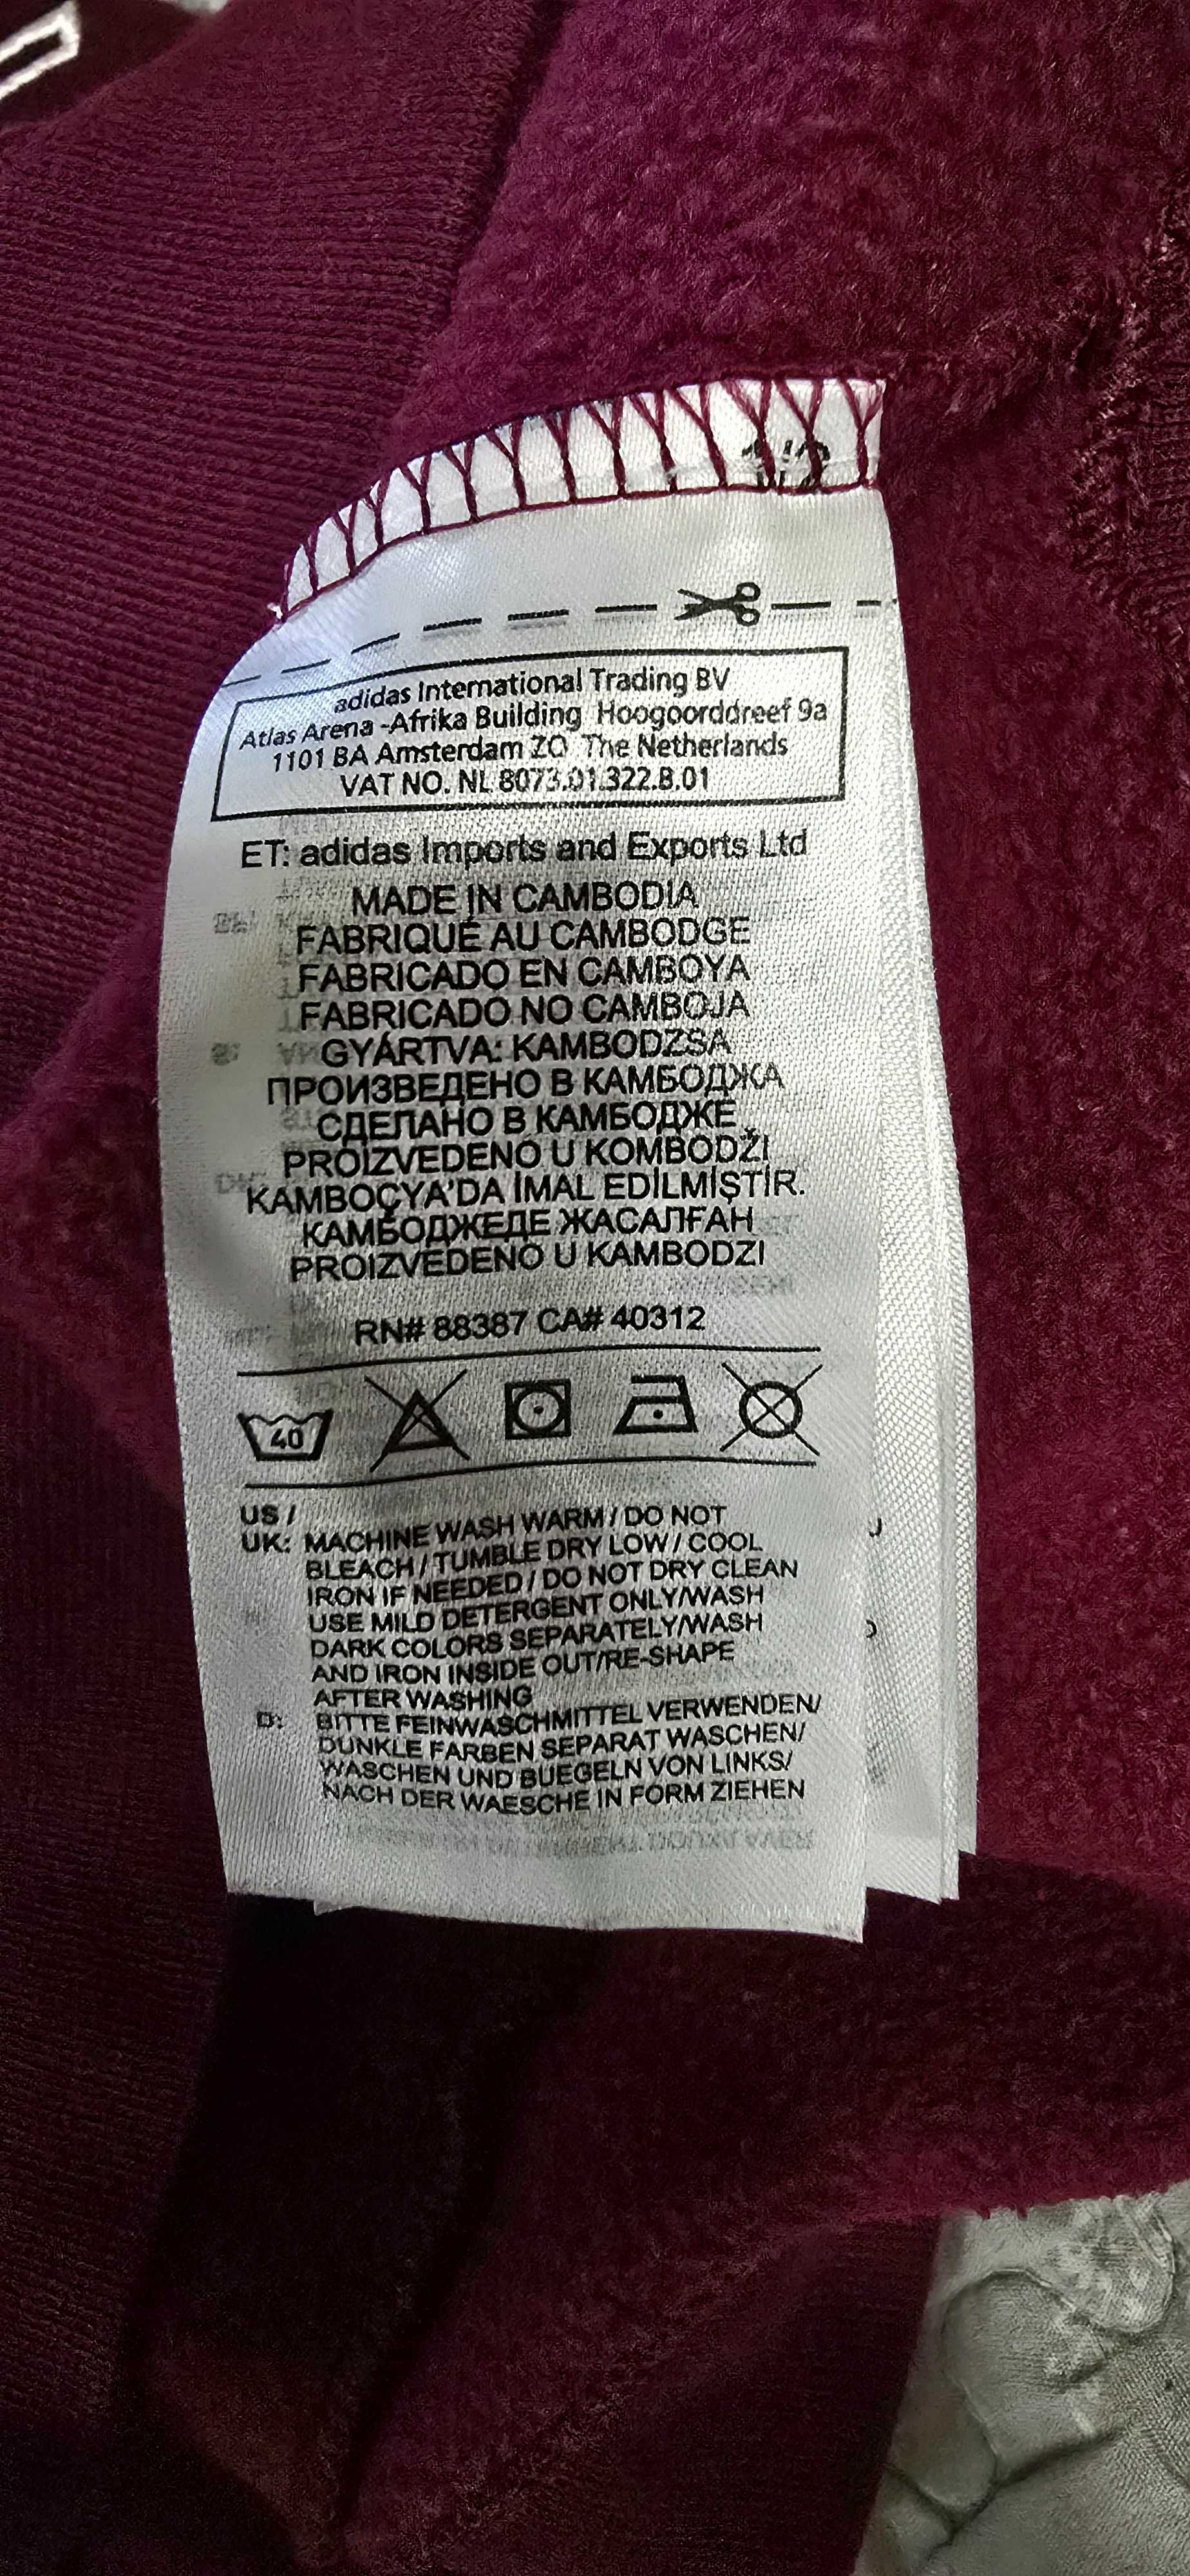 adidas International Trading BV
Atlas Arena -Afrika Building Hoogoorddreef 9a
1101 BA Amsterdam ZO The Netherlands
VAT NO. NL 8073.01.322.B.01
ET: adidas Imports and Exports Ltd
MADE IN CAMBODIA
FABRIQUÉ AU CAMBODGE
FABRICADO EN CAMBOYA
FABRICADO NO CAMBOJA
GYÁRTVA: KAMBODZSA
ПРОИЗВЕДЕНО В КАМБОДЖА
СДЕЛАНО В КАМБОДЖЕ
PROIZVEDENO U KOMBODŽI
KAMBOÇYA'DA İMAL EDİLMİŞTİR.
КАМБОДЖЕДЕ ЖАСАЛҒАН
PROIZVEDENO U KAMBODZI
RN# 88387 CA# 40312
40
US /
UK: MACHINE WASH WARM / DO NOT
BLEACH / TUMBLE DRY LOW / COOL
IRON IF NEEDED / DO NOT DRY CLEAN
USE MILD DETERGENT ONLY/WASH
DARK COLORS SEPARATELY/WASH
AND IRON INSIDE OUT/RE-SHAPE
AFTER WASHING
D: BITTE FEINWASCHMITTEL VERWENDEN/
DUNKLE FARBEN SEPARAT WASCHEN/
WASCHEN UND BUEGELN VON LINKS/
NACH DER WAESCHE IN FORM ZIEHEN